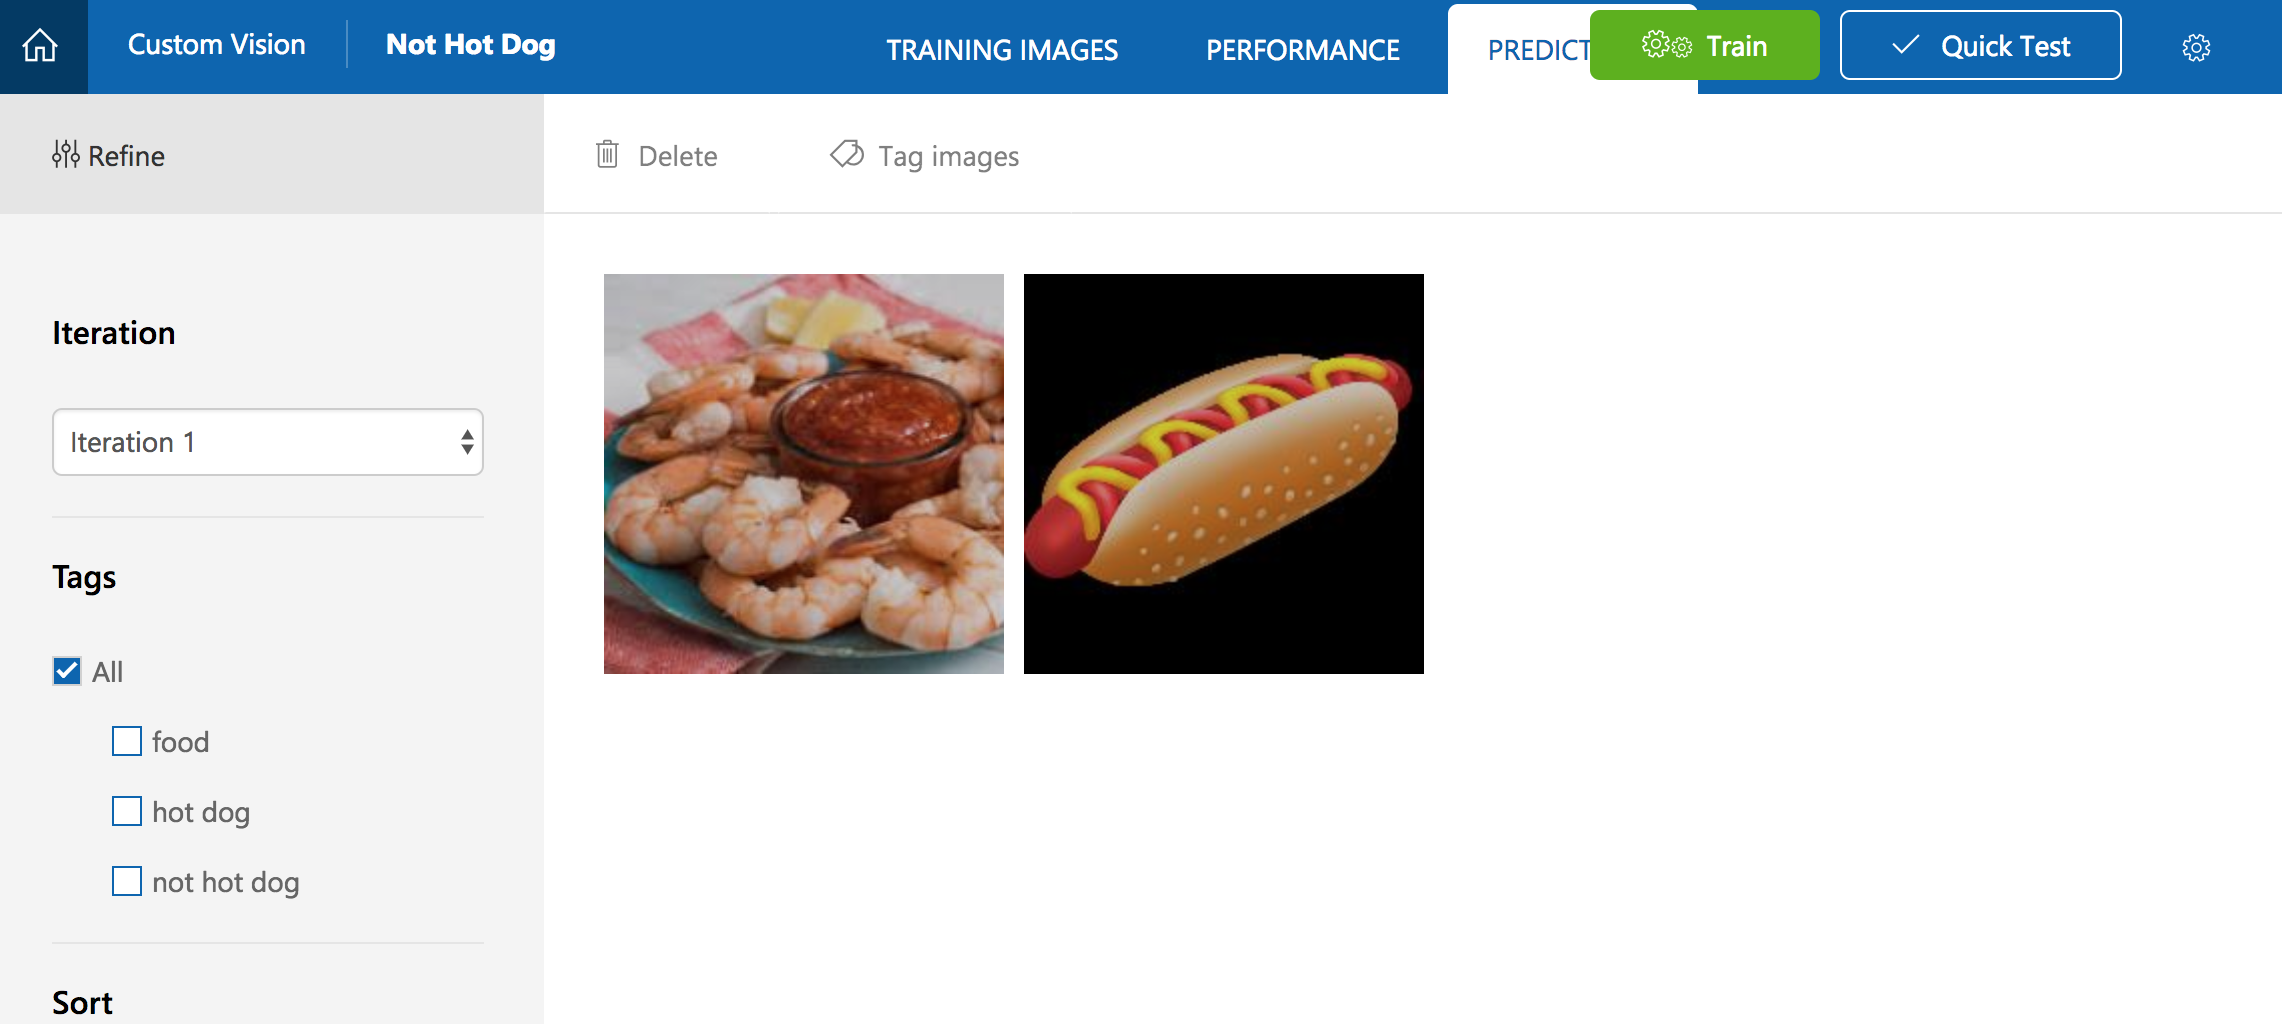 Custom Vision
Not Hot Dog
TRAINING IMAGES
PERFORMANCE
PREDICT
Train
Quick Test
Refine
Delete
Tag images
Iteration
Iteration 1
Tags
All
food
hot dog
not hot dog
Sort